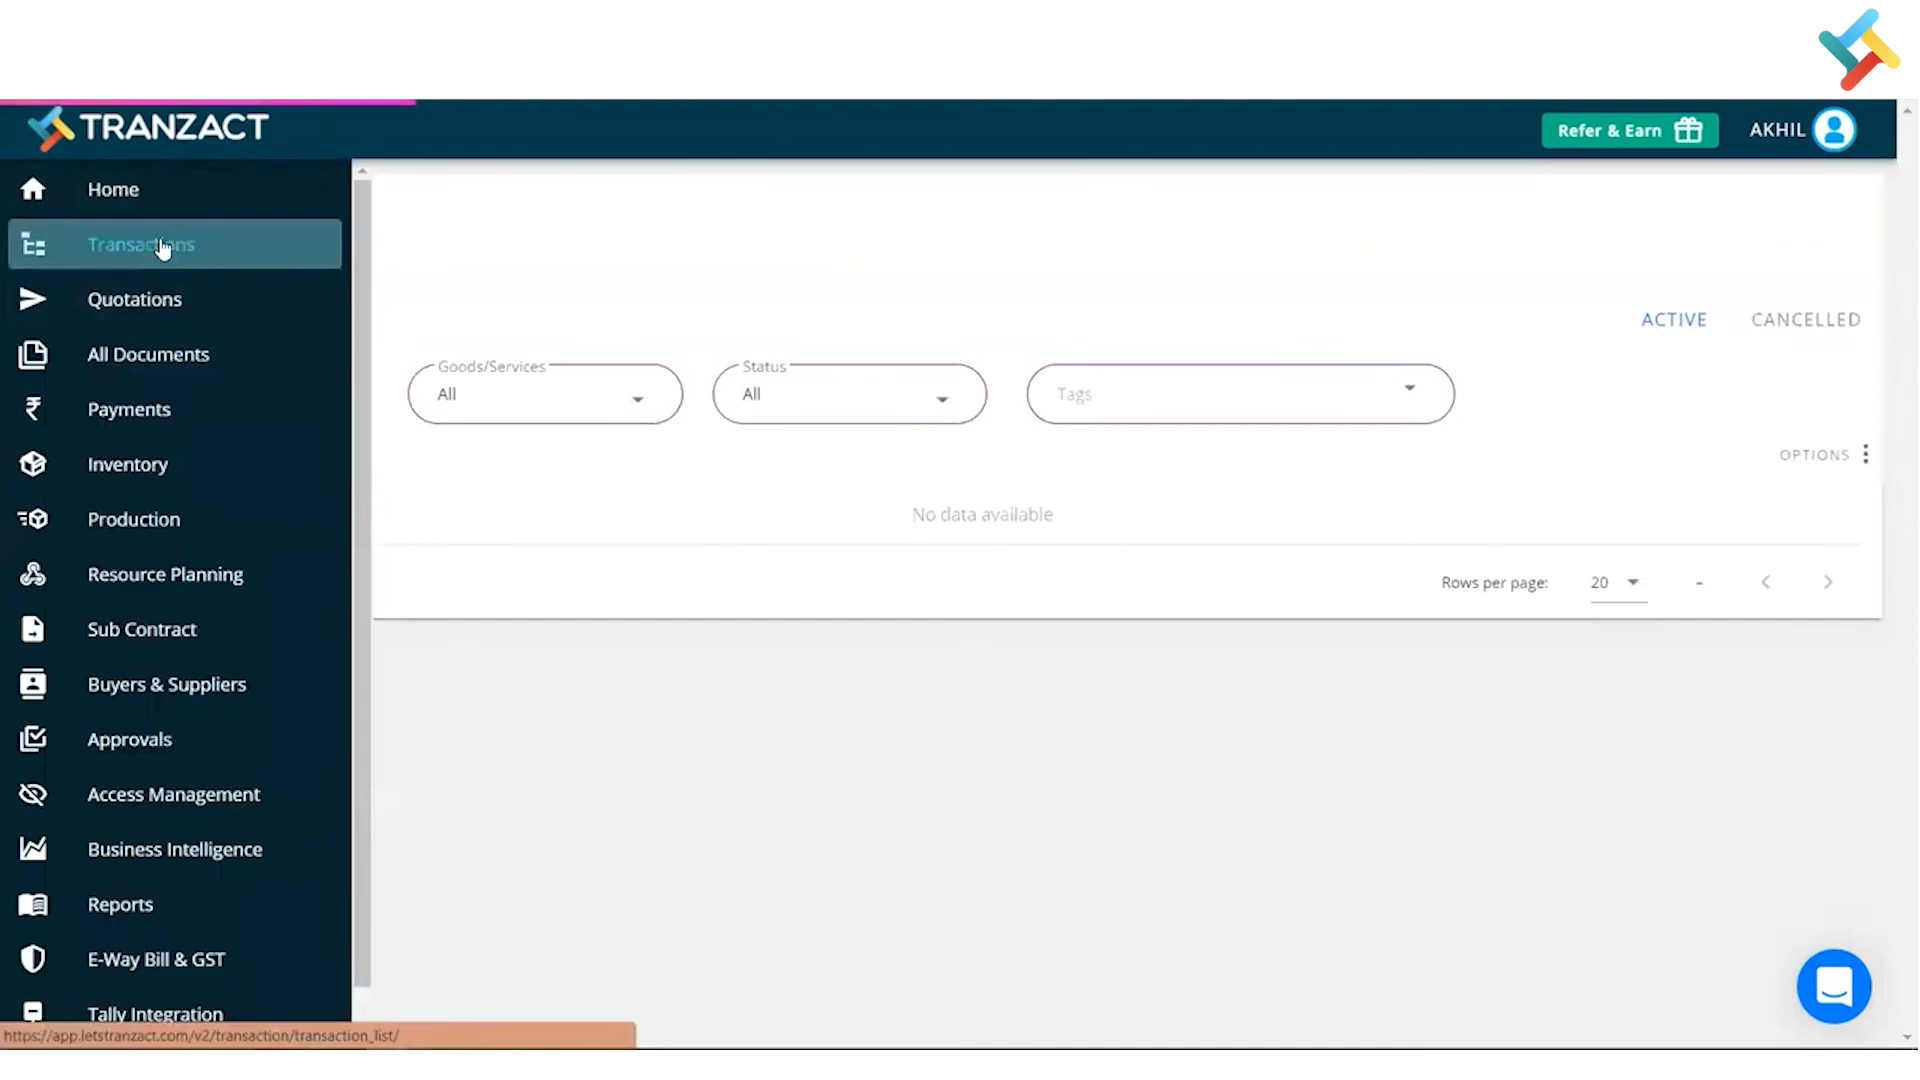 TRANZACT
Refer & Earn
AKHIL
Home
Transactions
Quotations
All Documents
Payments
Inventory
Production
Resource Planning
Sub Contract
Buyers & Suppliers
Approvals
Access Management
Business Intelligence
Reports
E-Way Bill & GST
Tally Integration
https://app.letstranzact.com/v2/transaction/transaction_list/
ACTIVE CANCELLED
Goods/Services
All
Status
All
Tags
OPTIONS
No data available
Rows per page: 20 -